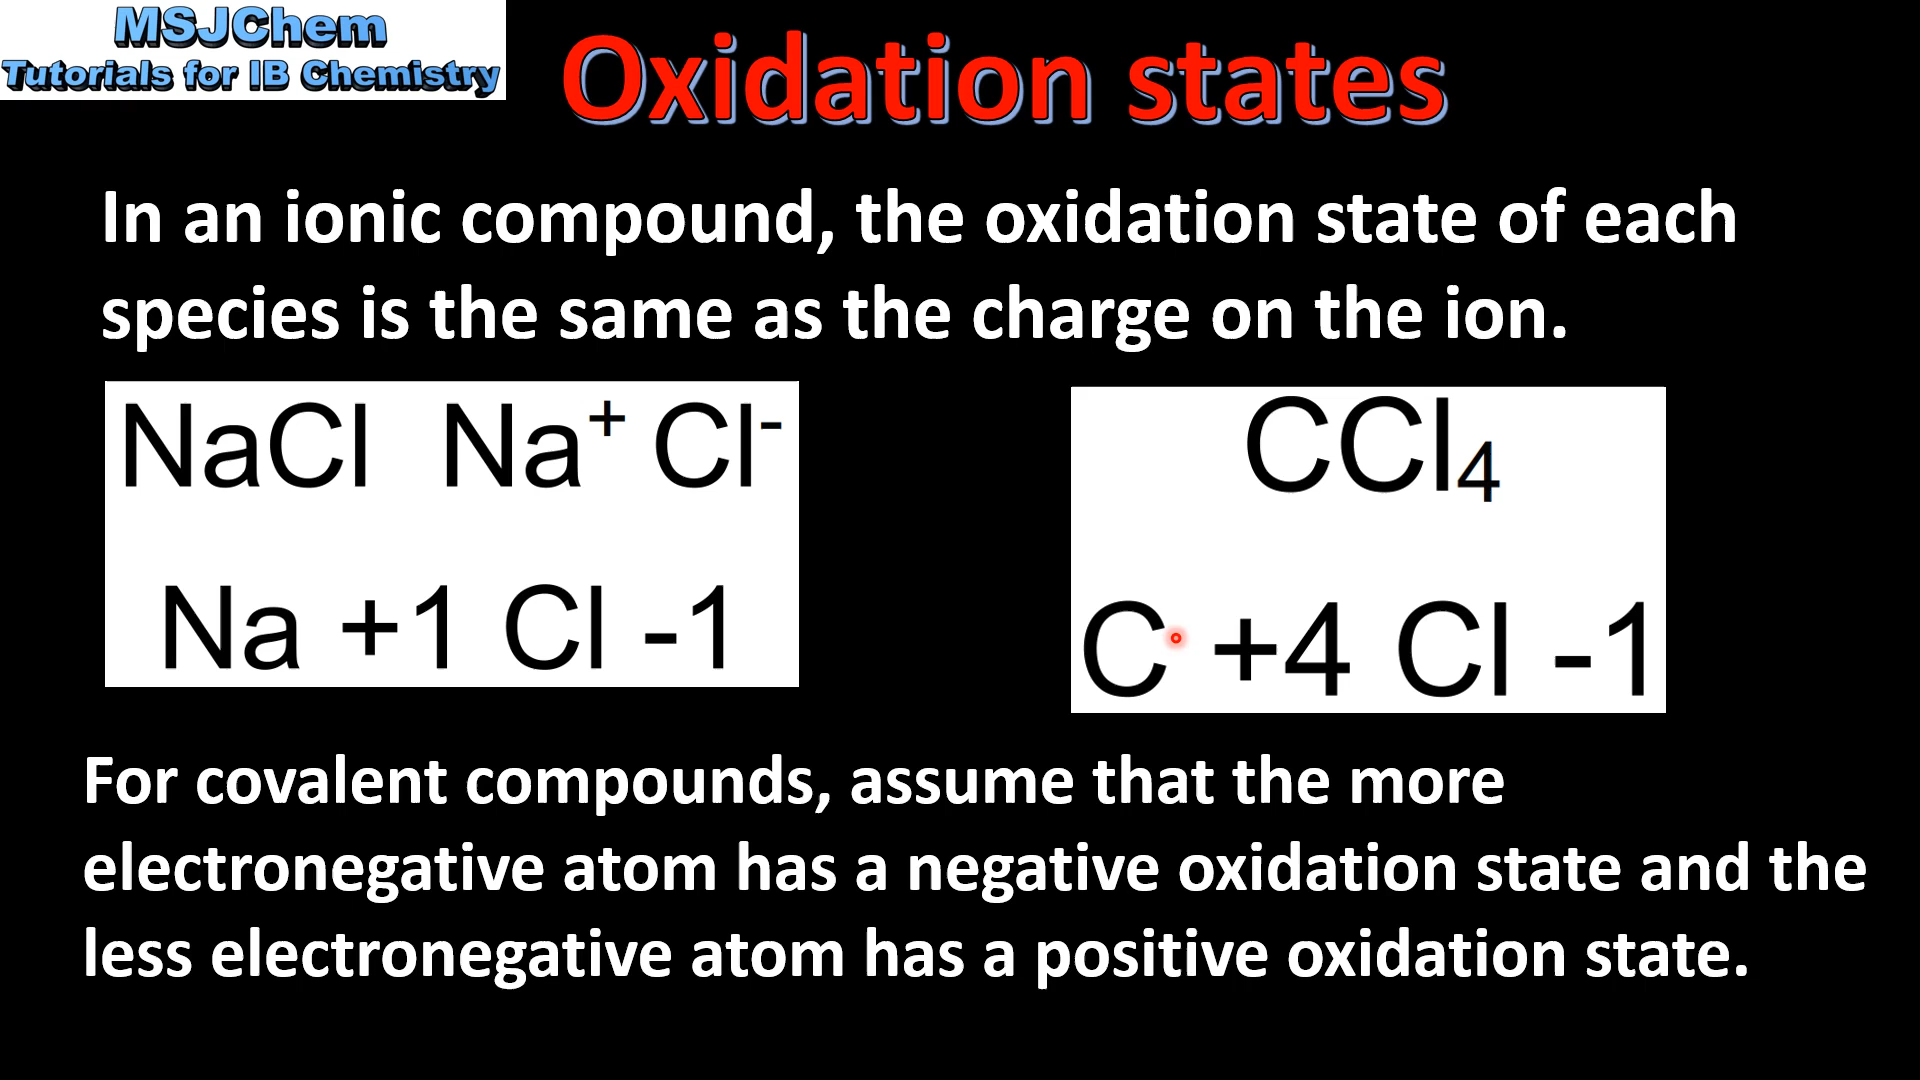 MSJChem
Tutorials for IB Chemistry
Oxidation states
In an ionic compound, the oxidation state of each
species is the same as the charge on the ion.
NaCl Na⁺ Cl⁻
Na +1 Cl -1
CCl₄
C +4 Cl -1
For covalent compounds, assume that the more
electronegative atom has a negative oxidation state and the
less electronegative atom has a positive oxidation state.